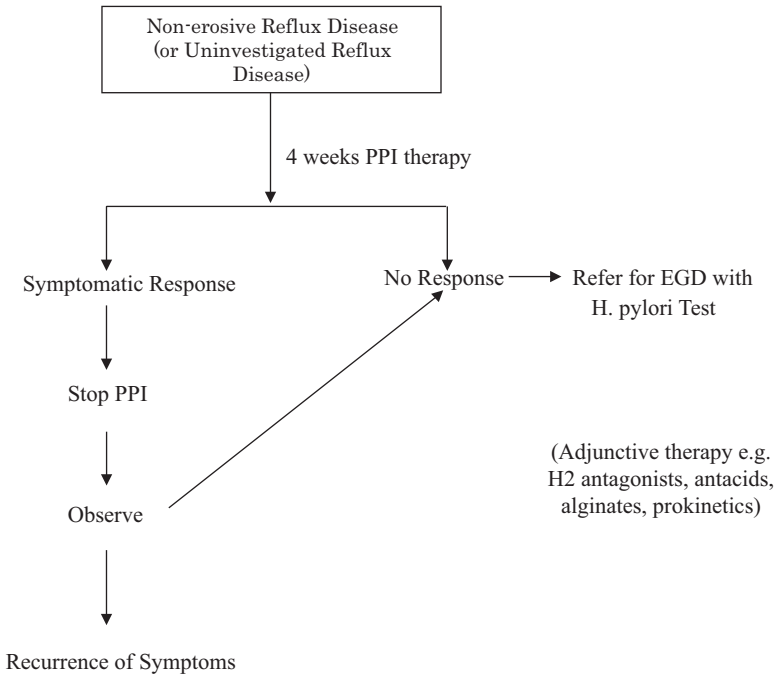 Non-erosive Reflux Disease
(or Uninvestigated Reflux
Disease)
4 weeks PPI therapy
Symptomatic Response
No Response
Refer for EGD with
H. pylori Test
Stop PPI
(Adjunctive therapy e.g.
H2 antagonists, antacids,
alginates, prokinetics)
Observe
Recurrence of Symptoms